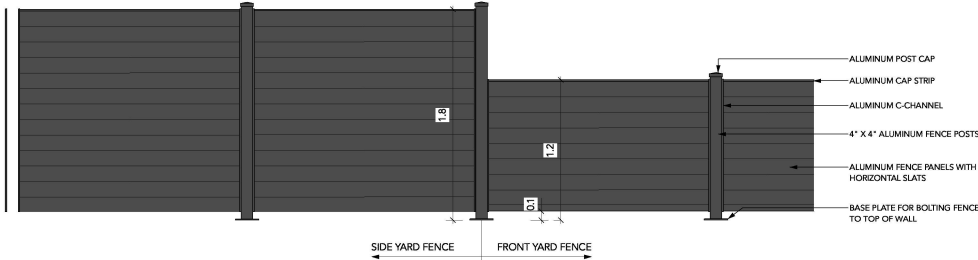 ALUMINUM POST CAP
ALUMINUM CAP STRIP
ALUMINUM C-CHANNEL
1.8
4" X 4" ALUMINUM FENCE POSTS
1.2
ALUMINUM FENCE PANELS WITH
HORIZONTAL SLATS
0.1
BASE PLATE FOR BOLTING FENCE
TO TOP OF WALL
SIDE YARD FENCE
FRONT YARD FENCE